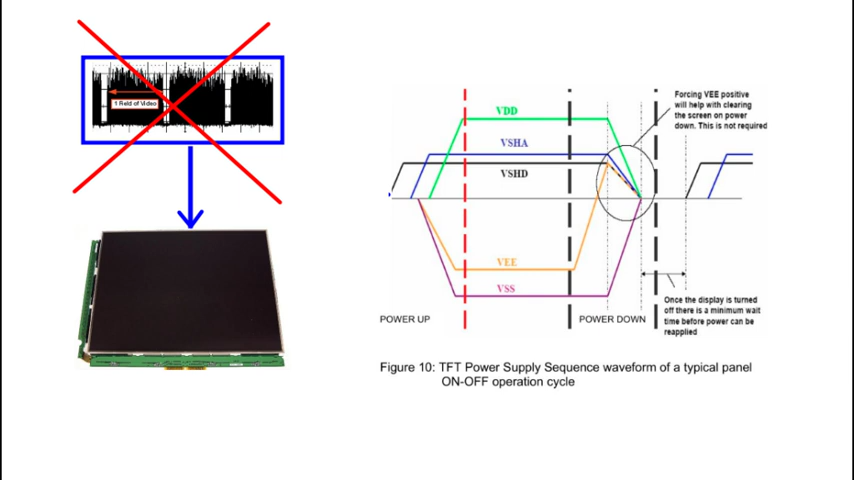 1 Field of Video
Forcing VEE positive
will help with clearing
the screen on power
down. This is not required
VDD
VSHA
VSHD
VEE
VSS
POWER UP
POWER DOWN
Once the display is turned
off there is a minimum wait
time before power can be
reapplied
Figure 10: TFT Power Supply Sequence waveform of a typical panel
ON-OFF operation cycle